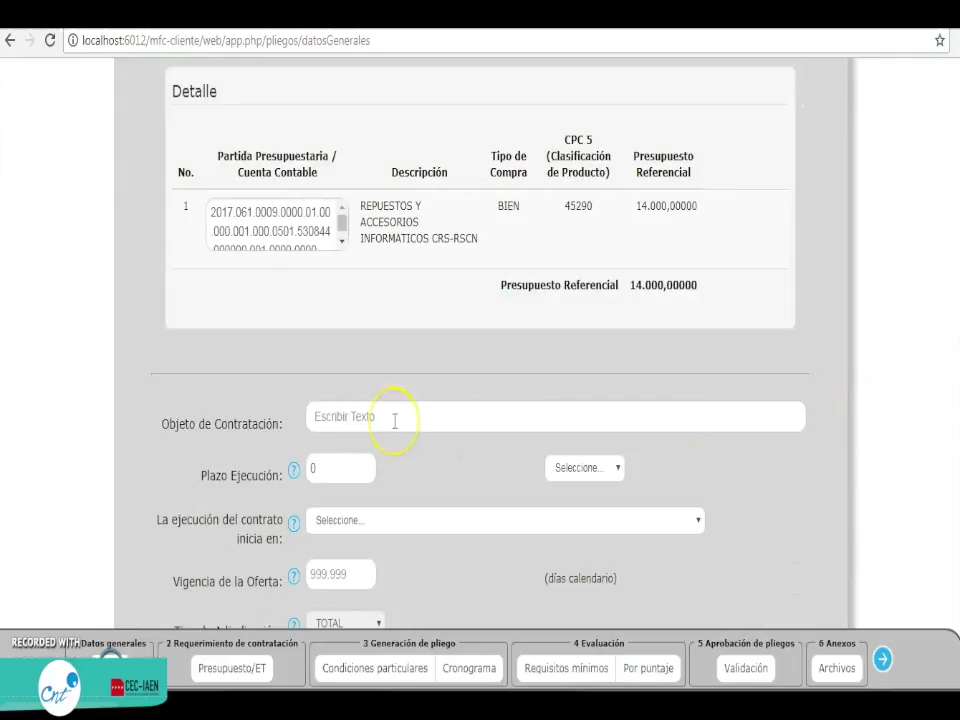 localhost:6012/mfc-cliente/web/app.php/pliegos/datosGenerales
Detalle
No.
Partida Presupuestaria /
Cuenta Contable
Descripción
Tipo de
Compra
CPC 5
(Clasificación
de Producto)
Presupuesto
Referencial
1
2017.061.0009.0000.01.00
.000.001.000.0501.530844
.000000.001.0000.0000
REPUESTOS Y
ACCESORIOS
INFORMATICOS CRS-RSCN
BIEN
45290
14.000,00000
Presupuesto Referencial 14.000,00000
Objeto de Contratación:
Escribir Texto
Plazo Ejecución:
?
0
Seleccione...
La ejecución del contrato
inicia en:
?
Seleccione...
Vigencia de la Oferta:
?
999.999
(días calendario)
TOTAL
RECORDED WITH
Datos generales
2 Requerimiento de contratación
3 Generación de pliego
4 Evaluación
5 Aprobación de pliegos
6 Anexos
Presupuesto/ET
Condiciones particulares
Cronograma
Requisitos mínimos
Por puntaje
Validación
Archivos
Cnt
CEC-IAEN